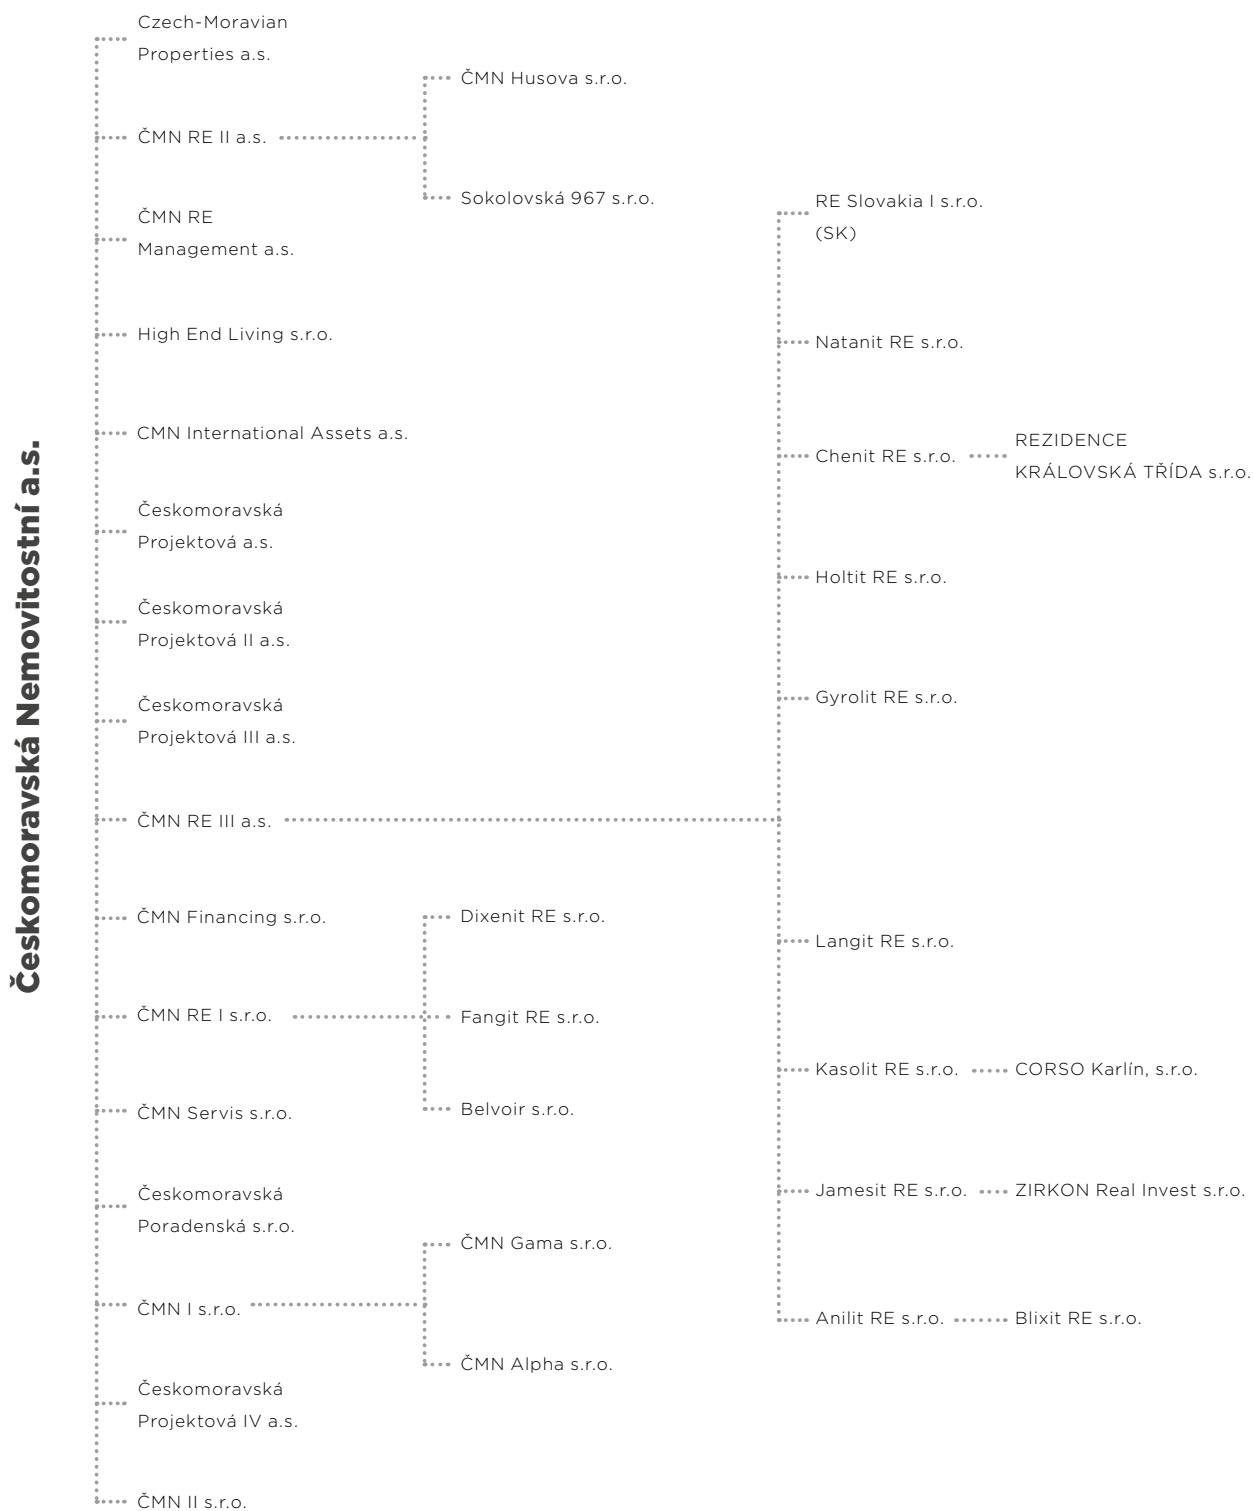 Českomoravská Nemovitostní a.s.
Czech-Moravian
Properties a.s.
ČMN RE II a.s.
ČMN RE
Management a.s.
High End Living s.r.o.
CMN International Assets a.s.
Českomoravská
Projektová a.s.
Českomoravská
Projektová II a.s.
Českomoravská
Projektová III a.s.
ČMN RE III a.s.
ČMN Financing s.r.o.
ČMN RE I s.r.o.
ČMN Servis s.r.o.
Českomoravská
Poradenská s.r.o.
ČMN I s.r.o.
Českomoravská
Projektová IV a.s.
ČMN II s.r.o.
ČMN Husova s.r.o.
Sokolovská 967 s.r.o.
Dixenit RE s.r.o.
Fangit RE s.r.o.
Belvoir s.r.o.
ČMN Gama s.r.o.
ČMN Alpha s.r.o.
RE Slovakia I s.r.o.
(SK)
Natanit RE s.r.o.
Chenit RE s.r.o.
Holtit RE s.r.o.
Gyrolit RE s.r.o.
Langit RE s.r.o.
Kasolit RE s.r.o.
Jamesit RE s.r.o.
Anilit RE s.r.o.
REZIDENCE
KRÁLOVSKÁ TŘÍDA s.r.o.
CORSO Karlín, s.r.o.
ZIRKON Real Invest s.r.o.
Blixit RE s.r.o.